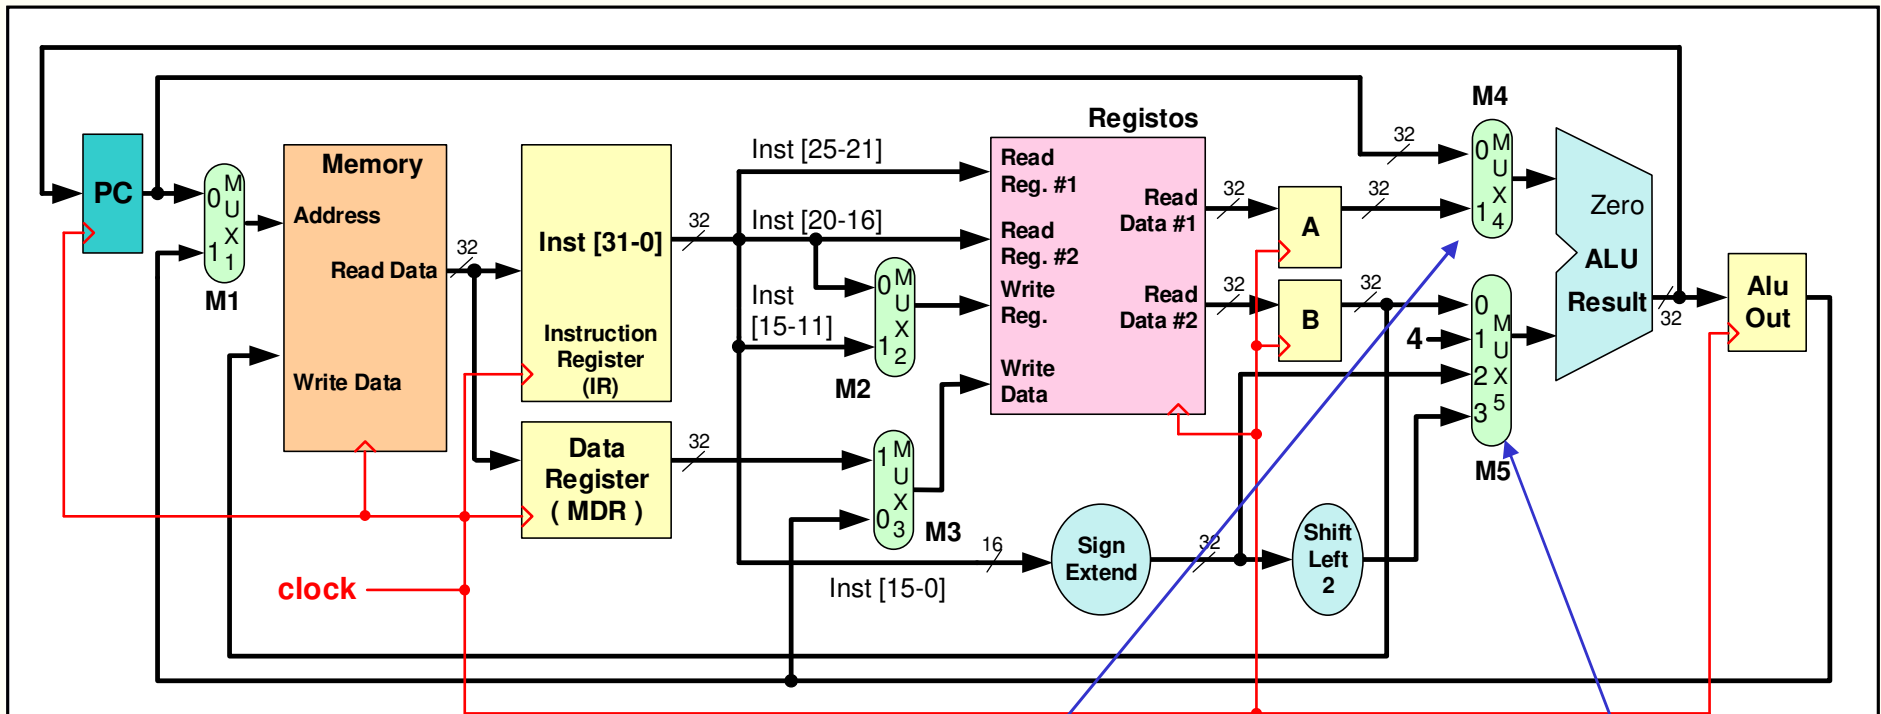 PC
0
1
M
U
X
1
M1
Memory
Address
Read Data
Write Data
32
Inst [31-0]
Instruction
Register
(IR)
32
Data
Register
( MDR )
32
clock
Inst [25-21]
Inst [20-16]
Inst
[15-11]
0
1
M
U
X
2
M2
1
0
M
U
X
3
M3
Inst [15-0]
16
Sign
Extend
32
Shift
Left
2
Registos
Read
Reg. #1
Read
Reg. #2
Write
Reg.
Write
Data
Read
Data #1
Read
Data #2
32
32
A
B
32
32
32
M4
0
1
M
U
X
4
4
0
1
2
3
M
U
X
5
M5
Zero
ALU
Result
32
Alu
Out